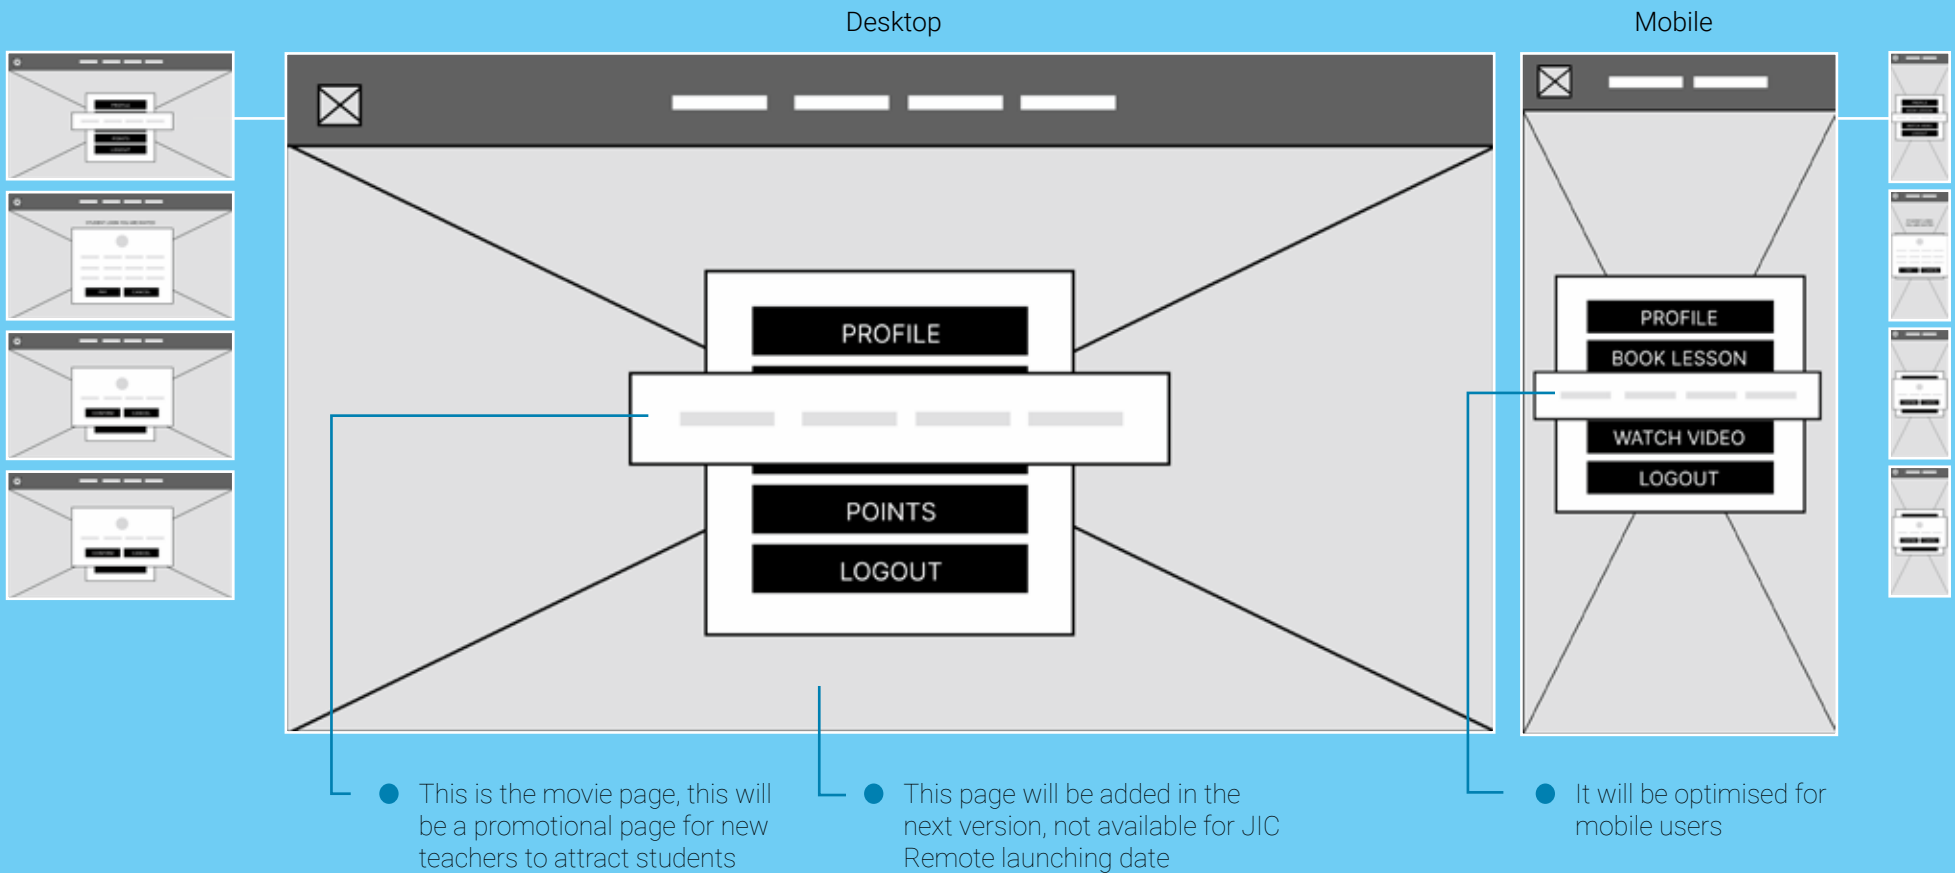 Desktop
Mobile
PROFILE
POINTS
LOGOUT
PROFILE
BOOK LESSON
WATCH VIDEO
LOGOUT
This is the movie page, this will
be a promotional page for new
teachers to attract students
This page will be added in the
next version, not available for JIC
Remote launching date
It will be optimised for
mobile users